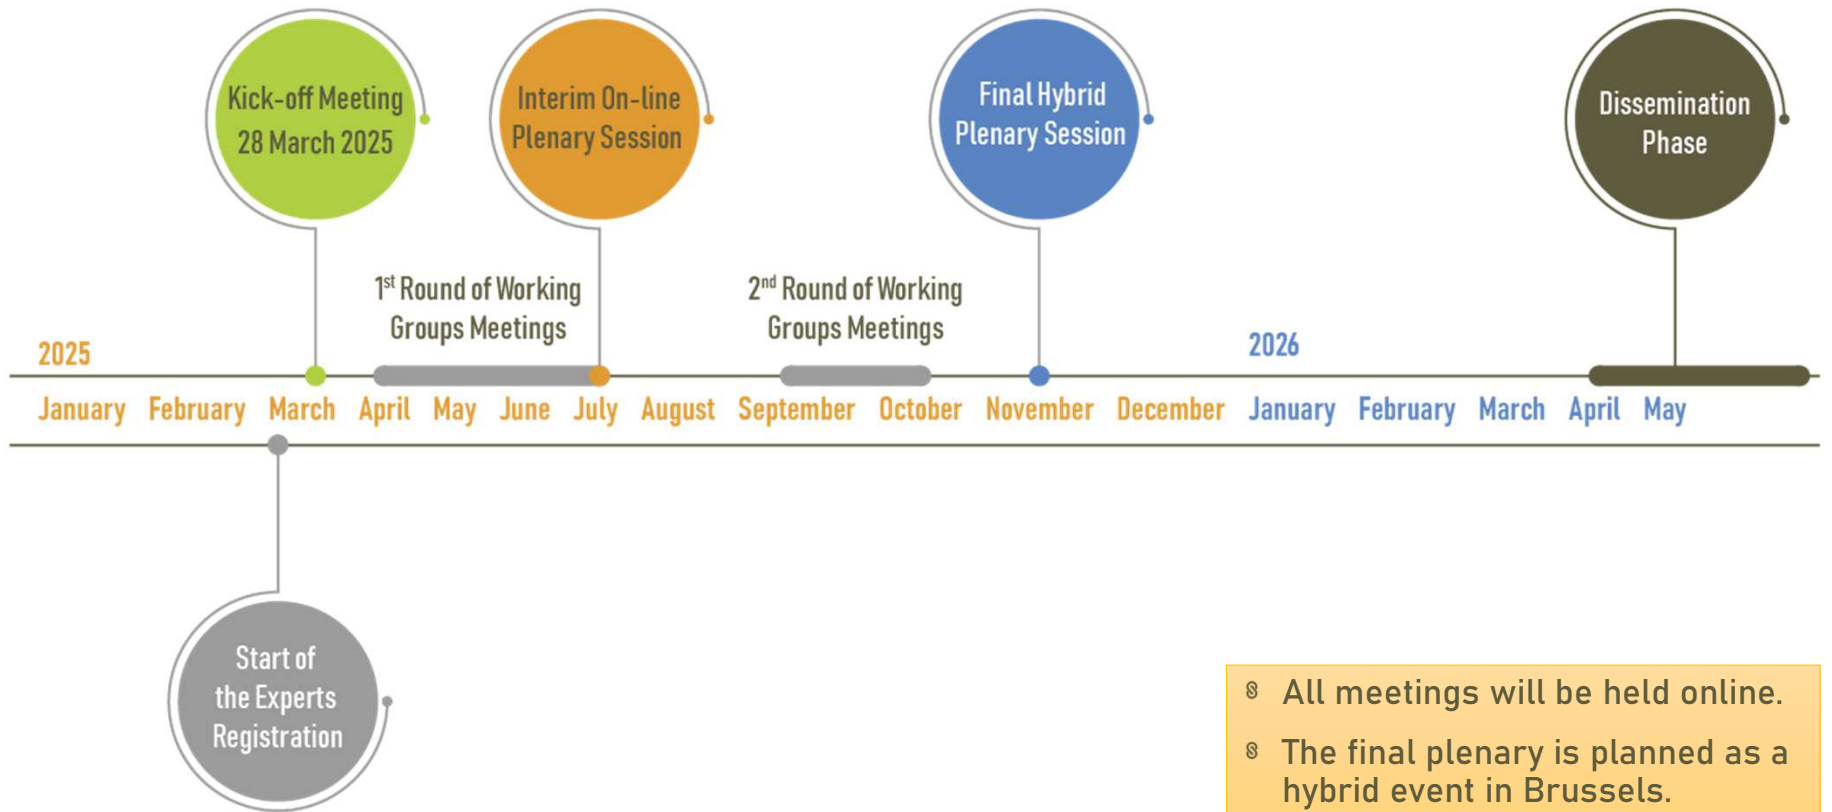 Kick-off Meeting
28 March 2025
Interim On-line
Plenary Session
Final Hybrid
Plenary Session
Dissemination
Phase
1st Round of Working
Groups Meetings
2nd Round of Working
Groups Meetings
2025
2026
January February March April May June July August September October November December January February March April May
Start of
the Experts
Registration
All meetings will be held online.
The final plenary is planned as a
hybrid event in Brussels.